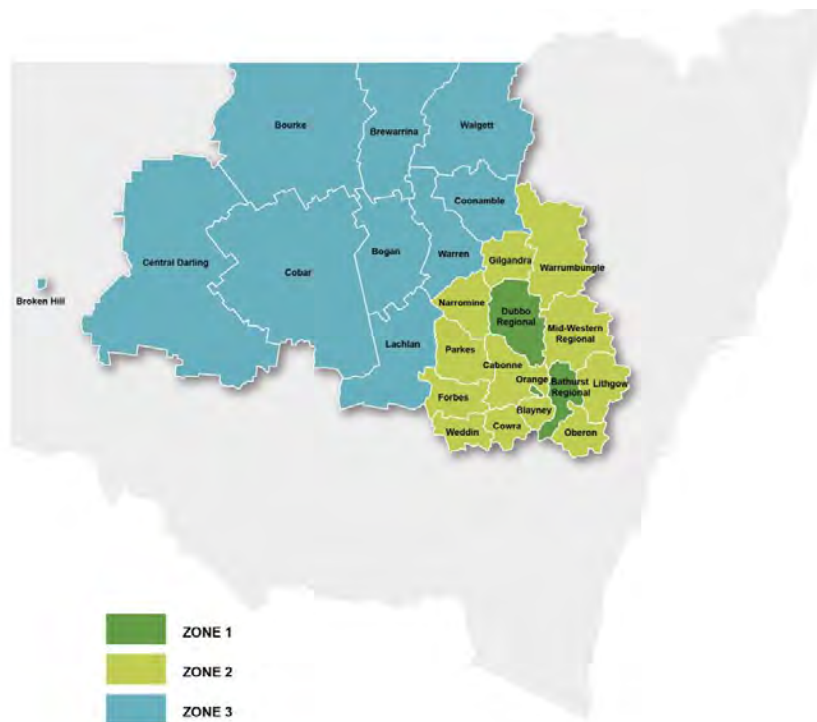 Bourke
Brewarrina
Walgett
Coonamble
Central Darling
Cobar
Bogan
Warren
Gilgandra
Warrumbungle
Broken Hill
Narromine
Dubbo
Regional
Mid-Western
Regional
Lachlan
Parkes
Cabonne
Orange
Bathurst
Regional
Lithgow
Forbes
Blayney
Weddin
Cowra
Oberon
ZONE 1
ZONE 2
ZONE 3